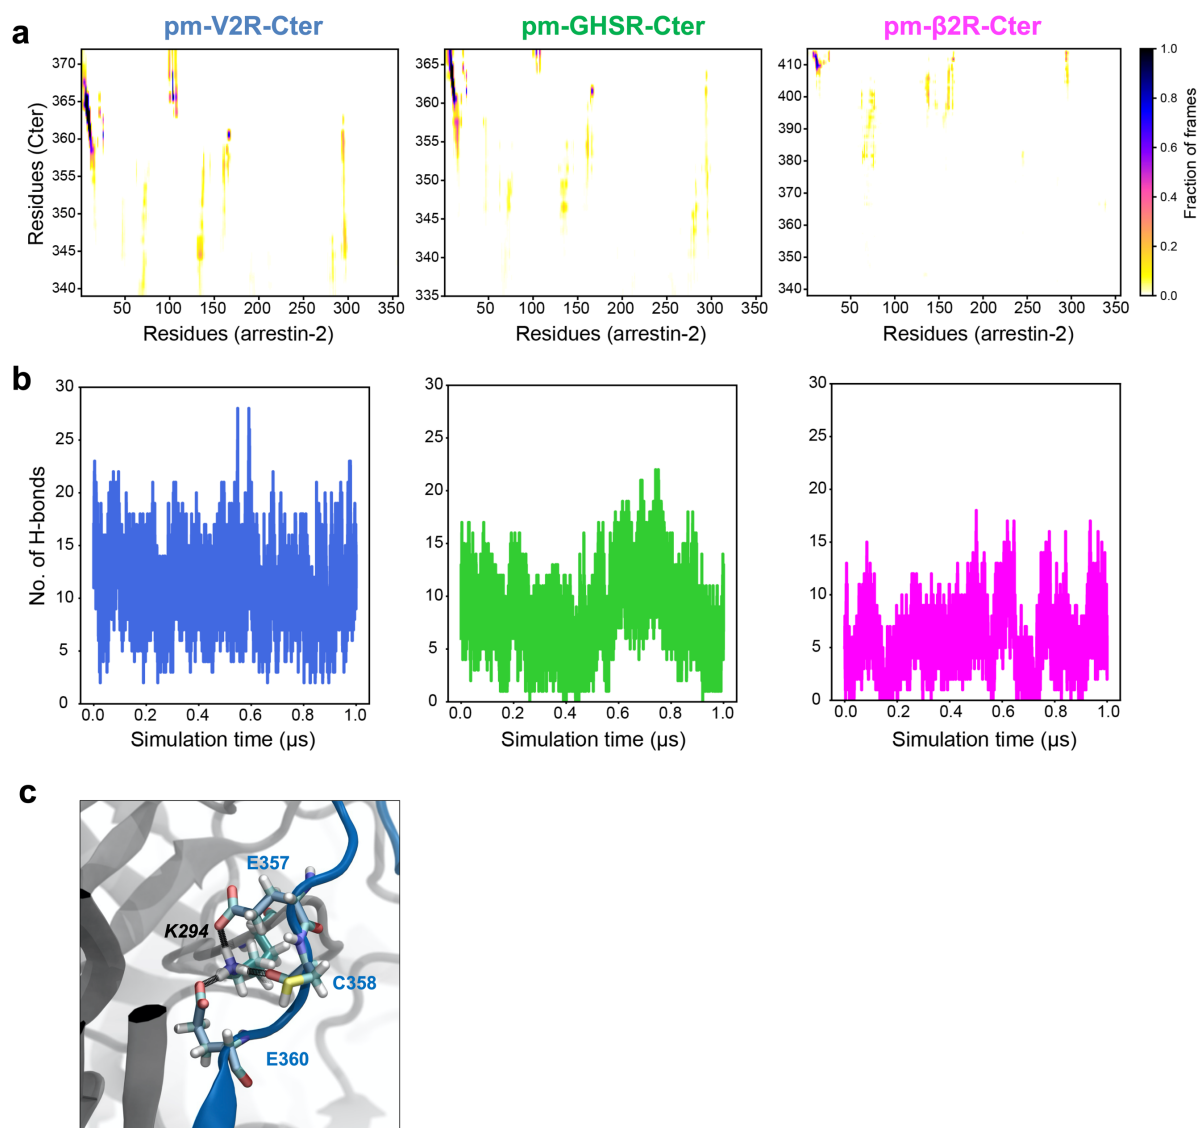 a
pm-V2R-Cter
pm-GHSR-Cter
pm-β2R-Cter
Residues (Cter)
370
365
360
355
350
345
340
50 100 150 200 250 300 350
Residues (arrestin-2)
365
360
355
350
345
340
335
50 100 150 200 250 300 350
Residues (arrestin-2)
410
400
390
380
370
360
350
340
50 100 150 200 250 300 350
Residues (arrestin-2)
1.0
0.8
0.6
0.4
0.2
0.0
Fraction of frames
b
No. of H-bonds
30
25
20
15
10
5
0
0.0 0.2 0.4 0.6 0.8 1.0
Simulation time (µs)
30
25
20
15
10
5
0
0.0 0.2 0.4 0.6 0.8 1.0
Simulation time (µs)
30
25
20
15
10
5
0
0.0 0.2 0.4 0.6 0.8 1.0
Simulation time (µs)
c
E357
K294
C358
E360